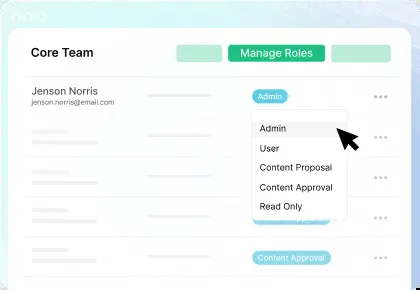 Core Team
Manage Roles
Jenson Norris
Admin
jenson.norris@email.com
Admin
User
Content Proposal
Content Approval
Read Only
Content Approval